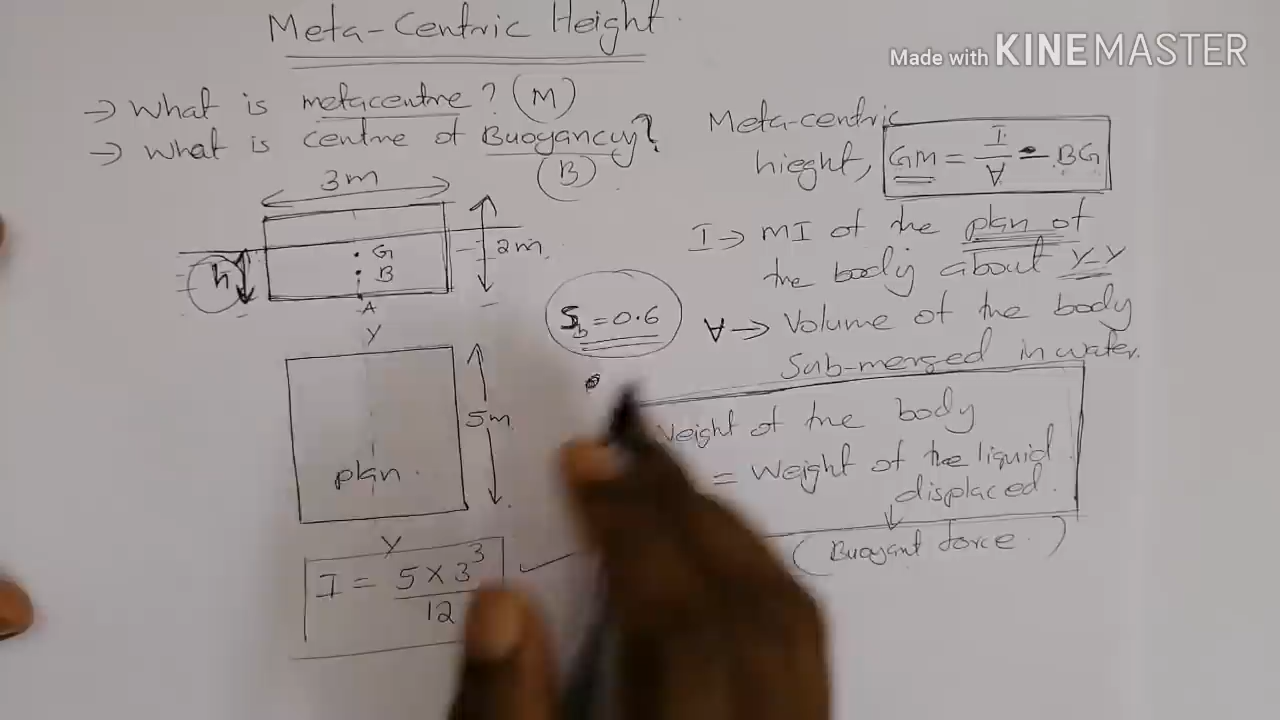 Meta-Centric Height
Made with KINEMASTER
→ What is metacentre? (M)
→ What is centre of Buoyancy?
(B)
3m
2m
G
B
h
A
Y
5m
plan
Y
I = 5 × 3³
12
S_b = 0.6
Meta-centric
hieght, GM = I/∀ - BG
I → MI of the plan of
the body about Y-Y
∀ → Volume of the body
Sub-merged in water.
Weight of the body
= Weight of the liquid
displaced.
(Buoyant force)